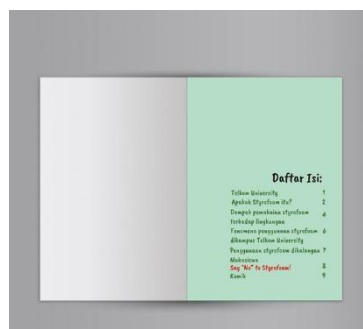 Daftar Isi:
Telkom University 1
Apakah Styrofoam itu? 2
Dampak pemakaian styrofoam 4
terhadap lingkungan
Fenomena penggunaan styrofoam 6
dikampus Telkom University
Penggunaan styrofoam dikalangan 7
Mahasiswa
Say "No" to Styrofoam! 8
Komik 9